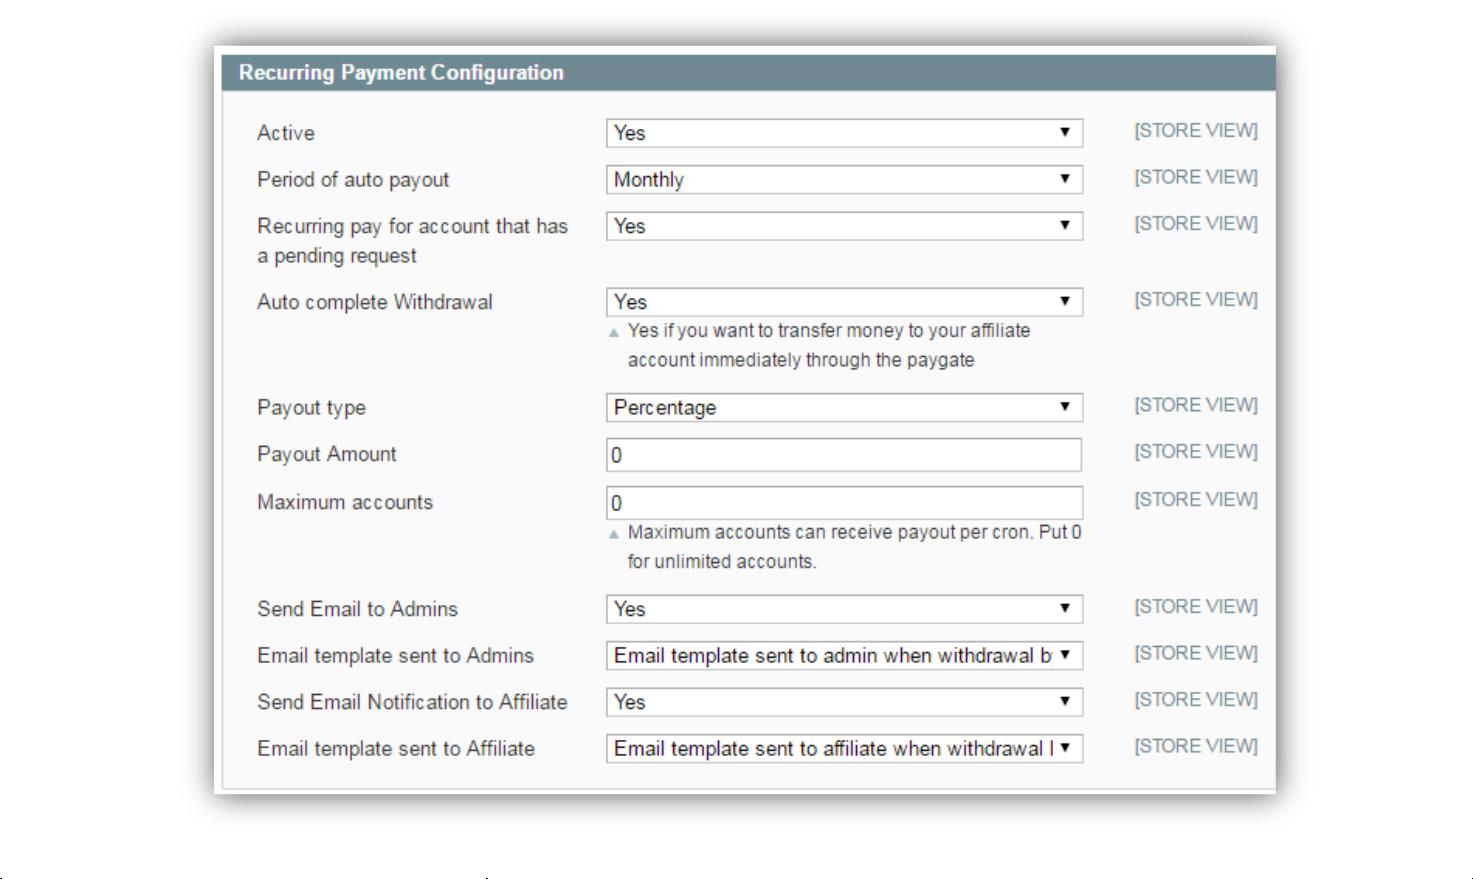 Recurring Payment Configuration
Active Yes [STORE VIEW]
Period of auto payout Monthly [STORE VIEW]
Recurring pay for account that has Yes [STORE VIEW]
a pending request
Auto complete Withdrawal Yes [STORE VIEW]
Yes if you want to transfer money to your affiliate
account immediately through the paygate
Payout type Percentage [STORE VIEW]
Payout Amount 0 [STORE VIEW]
Maximum accounts 0 [STORE VIEW]
Maximum accounts can receive payout per cron. Put 0
for unlimited accounts.
Send Email to Admins Yes [STORE VIEW]
Email template sent to Admins Email template sent to admin when withdrawal b [STORE VIEW]
Send Email Notification to Affiliate Yes [STORE VIEW]
Email template sent to Affiliate Email template sent to affiliate when withdrawal [STORE VIEW]